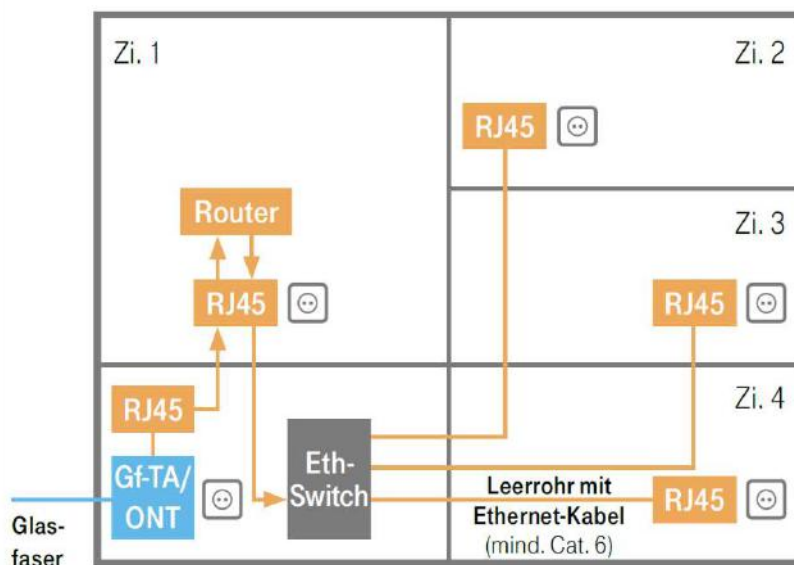 Zi. 1
Zi. 2
RJ45
Router
Zi. 3
RJ45
RJ45
Zi. 4
RJ45
Gf-TA/
ONT
Eth-
Switch
Leerrohr mit
Ethernet-Kabel
(mind. Cat. 6)
RJ45
Glas-
faser